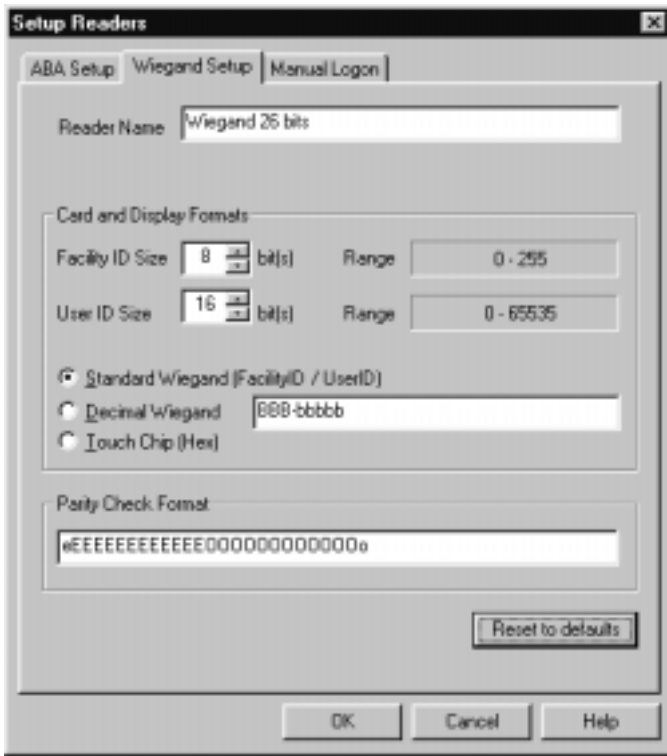 Setup Readers
ABA Setup Wiegand Setup Manual Logon
Reader Name Wiegand 26 bits
Card and Display Formats
Facility ID Size 8 bit(s) Range 0 - 255
User ID Size 16 bit(s) Range 0 - 65535
Standard Wiegand (FacilityID / UserID)
Decimal Wiegand BBB-bbbbb
Touch Chip (Hex)
Parity Check Format
eEEEEEEEEEEEEOOOOOOOOOOOOo
Reset to defaults
OK Cancel Help